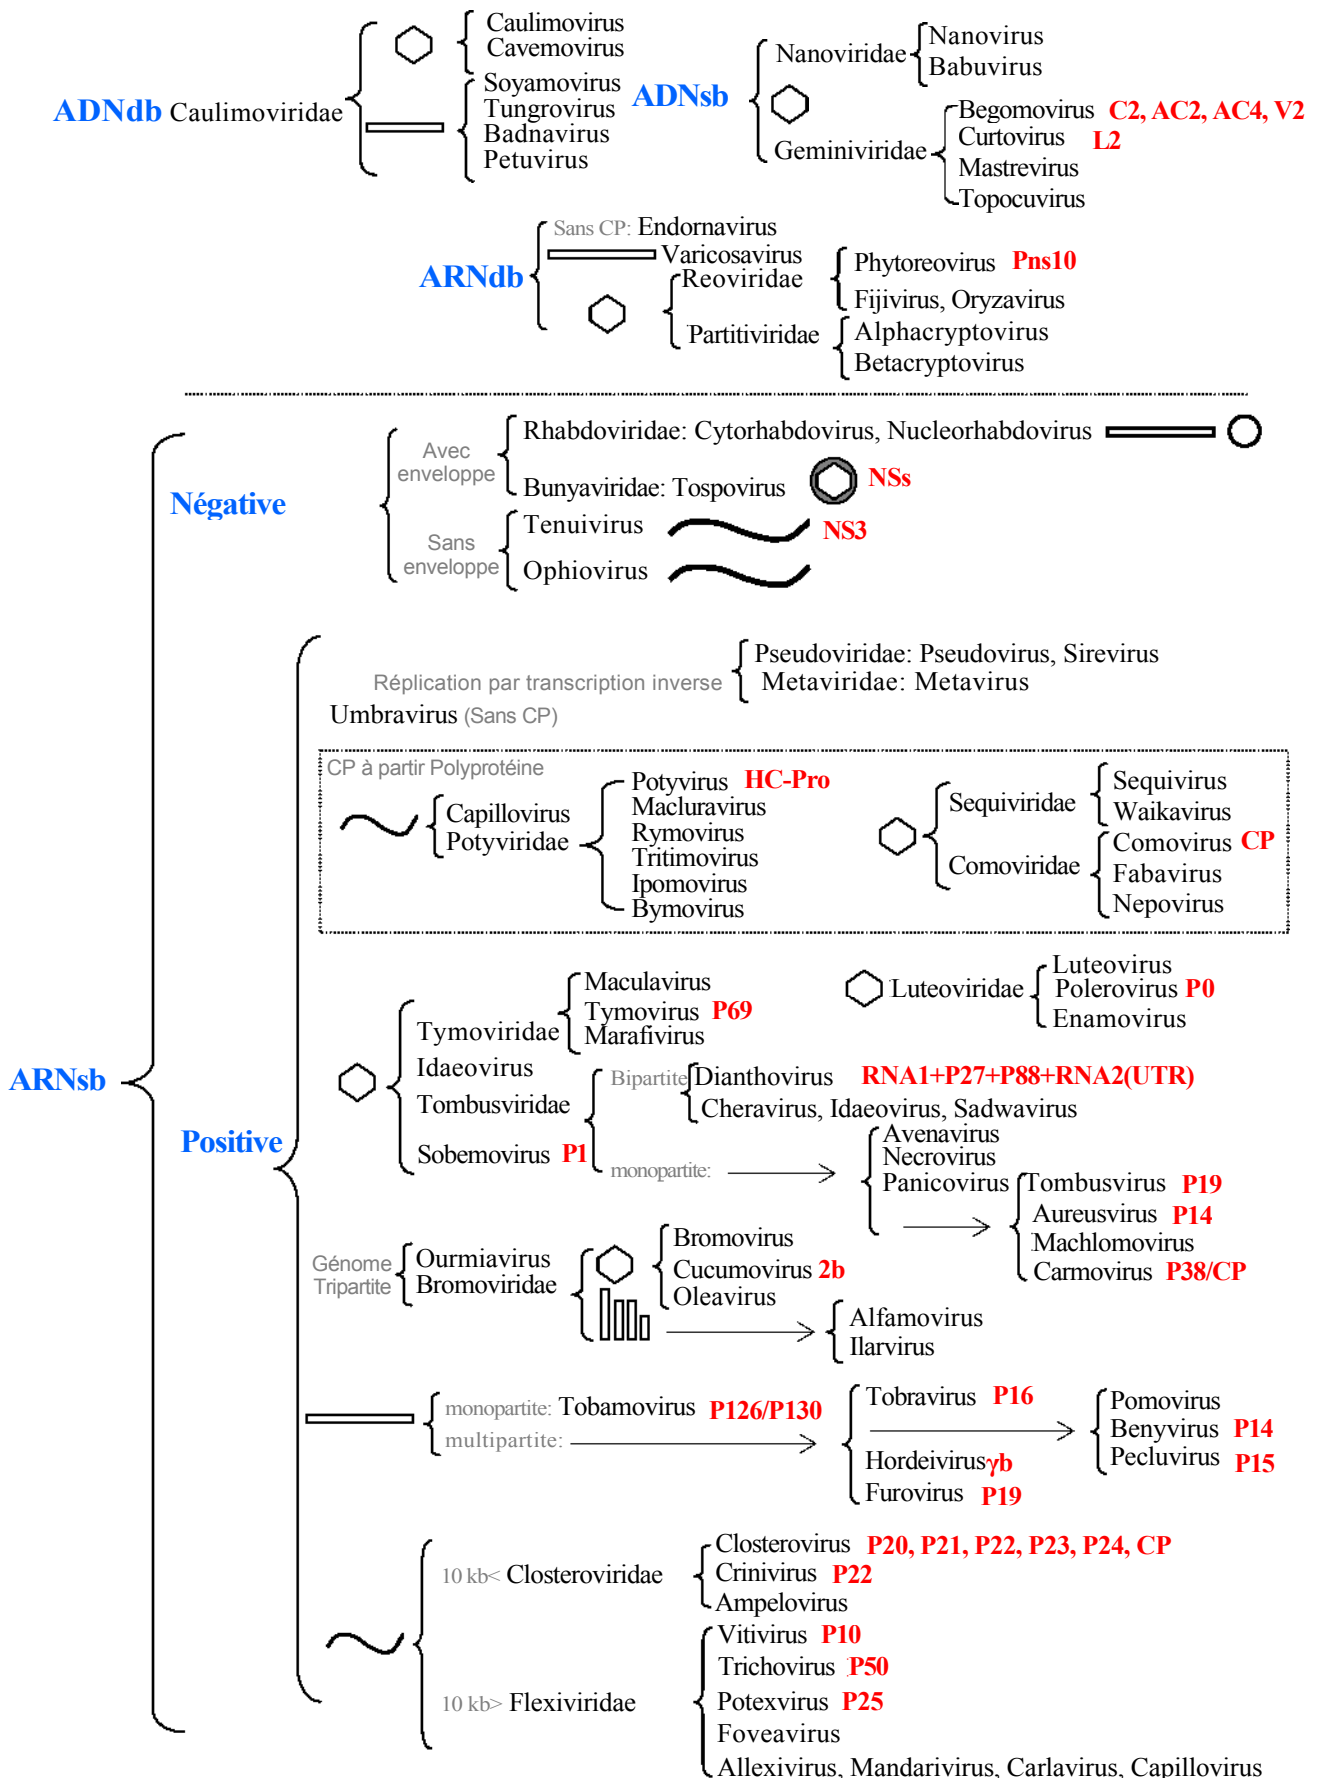 Caulimovirus
Cavemovirus
ADNdb Caulimoviridae
Soyamovirus
Tungrovirus
Badnavirus
Petuvirus
ADNsb
Nanoviridae
Nanovirus
Babuvirus
Geminiviridae
Begomovirus C2, AC2, AC4, V2
Curtovirus L2
Mastrevirus
Topocuvirus
ARNdb
Sans CP: Endornavirus
Varicosavirus
Reoviridae
Phytoreovirus Pns10
Fijivirus, Oryzavirus
Partitiviridae
Alphacryptovirus
Betacryptovirus
ARNsb
Négative
Avec
enveloppe
Rhabdoviridae: Cytorhabdovirus, Nucleorhabdovirus
Bunyaviridae: Tospovirus NSs
Sans
enveloppe
Tenuivirus NS3
Ophiovirus
Positive
Réplication par transcription inverse
Pseudoviridae: Pseudovirus, Sirevirus
Metaviridae: Metavirus
Umbravirus (Sans CP)
CP à partir Polyprotéine
Capillovirus
Potyviridae
Potyvirus HC-Pro
Macluravirus
Rymovirus
Tritimovirus
Ipomovirus
Bymovirus
Sequiviridae
Sequivirus
Waikavirus
Comoviridae
Comovirus CP
Fabavirus
Nepovirus
Tymoviridae
Maculavirus
Tymovirus P69
Marafivirus
Luteoviridae
Luteovirus
Polerovirus P0
Enamovirus
Idaeovirus
Tombusviridae
Sobemovirus P1
Bipartite
Dianthovirus RNA1+P27+P88+RNA2(UTR)
Cheravirus, Idaeovirus, Sadwavirus
monopartite:
Avenavirus
Necrovirus
Panicovirus
Tombusvirus P19
Aureusvirus P14
Machlomovirus
Carmovirus P38/CP
Génome
Tripartite
Ourmiavirus
Bromoviridae
Bromovirus
Cucumovirus 2b
Oleavirus
Alfamovirus
Ilarvirus
monopartite: Tobamovirus P126/P130
multipartite:
Tobravirus P16
Hordeivirus γb
Furovirus P19
Pomovirus
Benyvirus P14
Pecluvirus P15
10 kb< Closteroviridae
Closterovirus P20, P21, P22, P23, P24, CP
Crinivirus P22
Ampelovirus
10 kb> Flexiviridae
Vitivirus P10
Trichovirus P50
Potexvirus P25
Foveavirus
Allexivirus, Mandarivirus, Carlavirus, Capillovirus